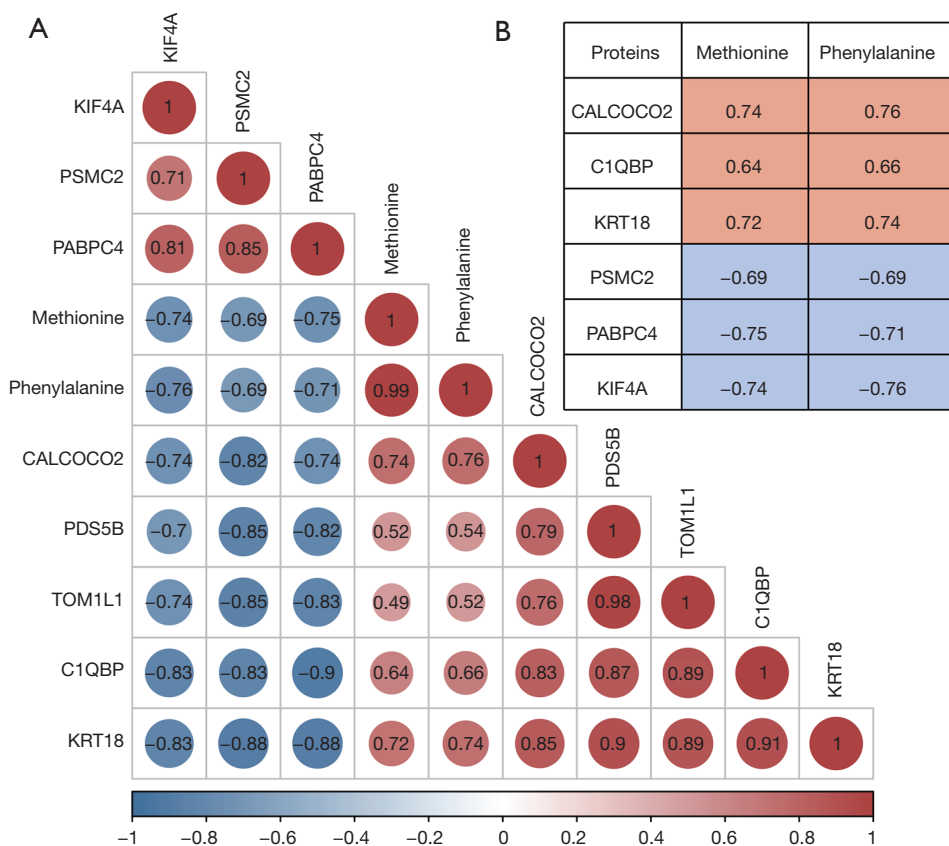 A
KIF4A
PSMC2
PABPC4
Methionine
Phenylalanine
CALCOCO2
PDS5B
TOM1L1
C1QBP
KRT18
KIF4A 1
PSMC2 0.71 1
PABPC4 0.81 0.85 1
Methionine −0.74 −0.69 −0.75 1
Phenylalanine −0.76 −0.69 −0.71 0.99 1
CALCOCO2 −0.74 −0.82 −0.74 0.74 0.76 1
PDS5B −0.7 −0.85 −0.82 0.52 0.54 0.79 1
TOM1L1 −0.74 −0.85 −0.83 0.49 0.52 0.76 0.98 1
C1QBP −0.83 −0.83 −0.9 0.64 0.66 0.83 0.87 0.89 1
KRT18 −0.83 −0.88 −0.88 0.72 0.74 0.85 0.9 0.89 0.91 1
−1 −0.8 −0.6 −0.4 −0.2 0 0.2 0.4 0.6 0.8 1
B
Proteins Methionine Phenylalanine
CALCOCO2 0.74 0.76
C1QBP 0.64 0.66
KRT18 0.72 0.74
PSMC2 −0.69 −0.69
PABPC4 −0.75 −0.71
KIF4A −0.74 −0.76